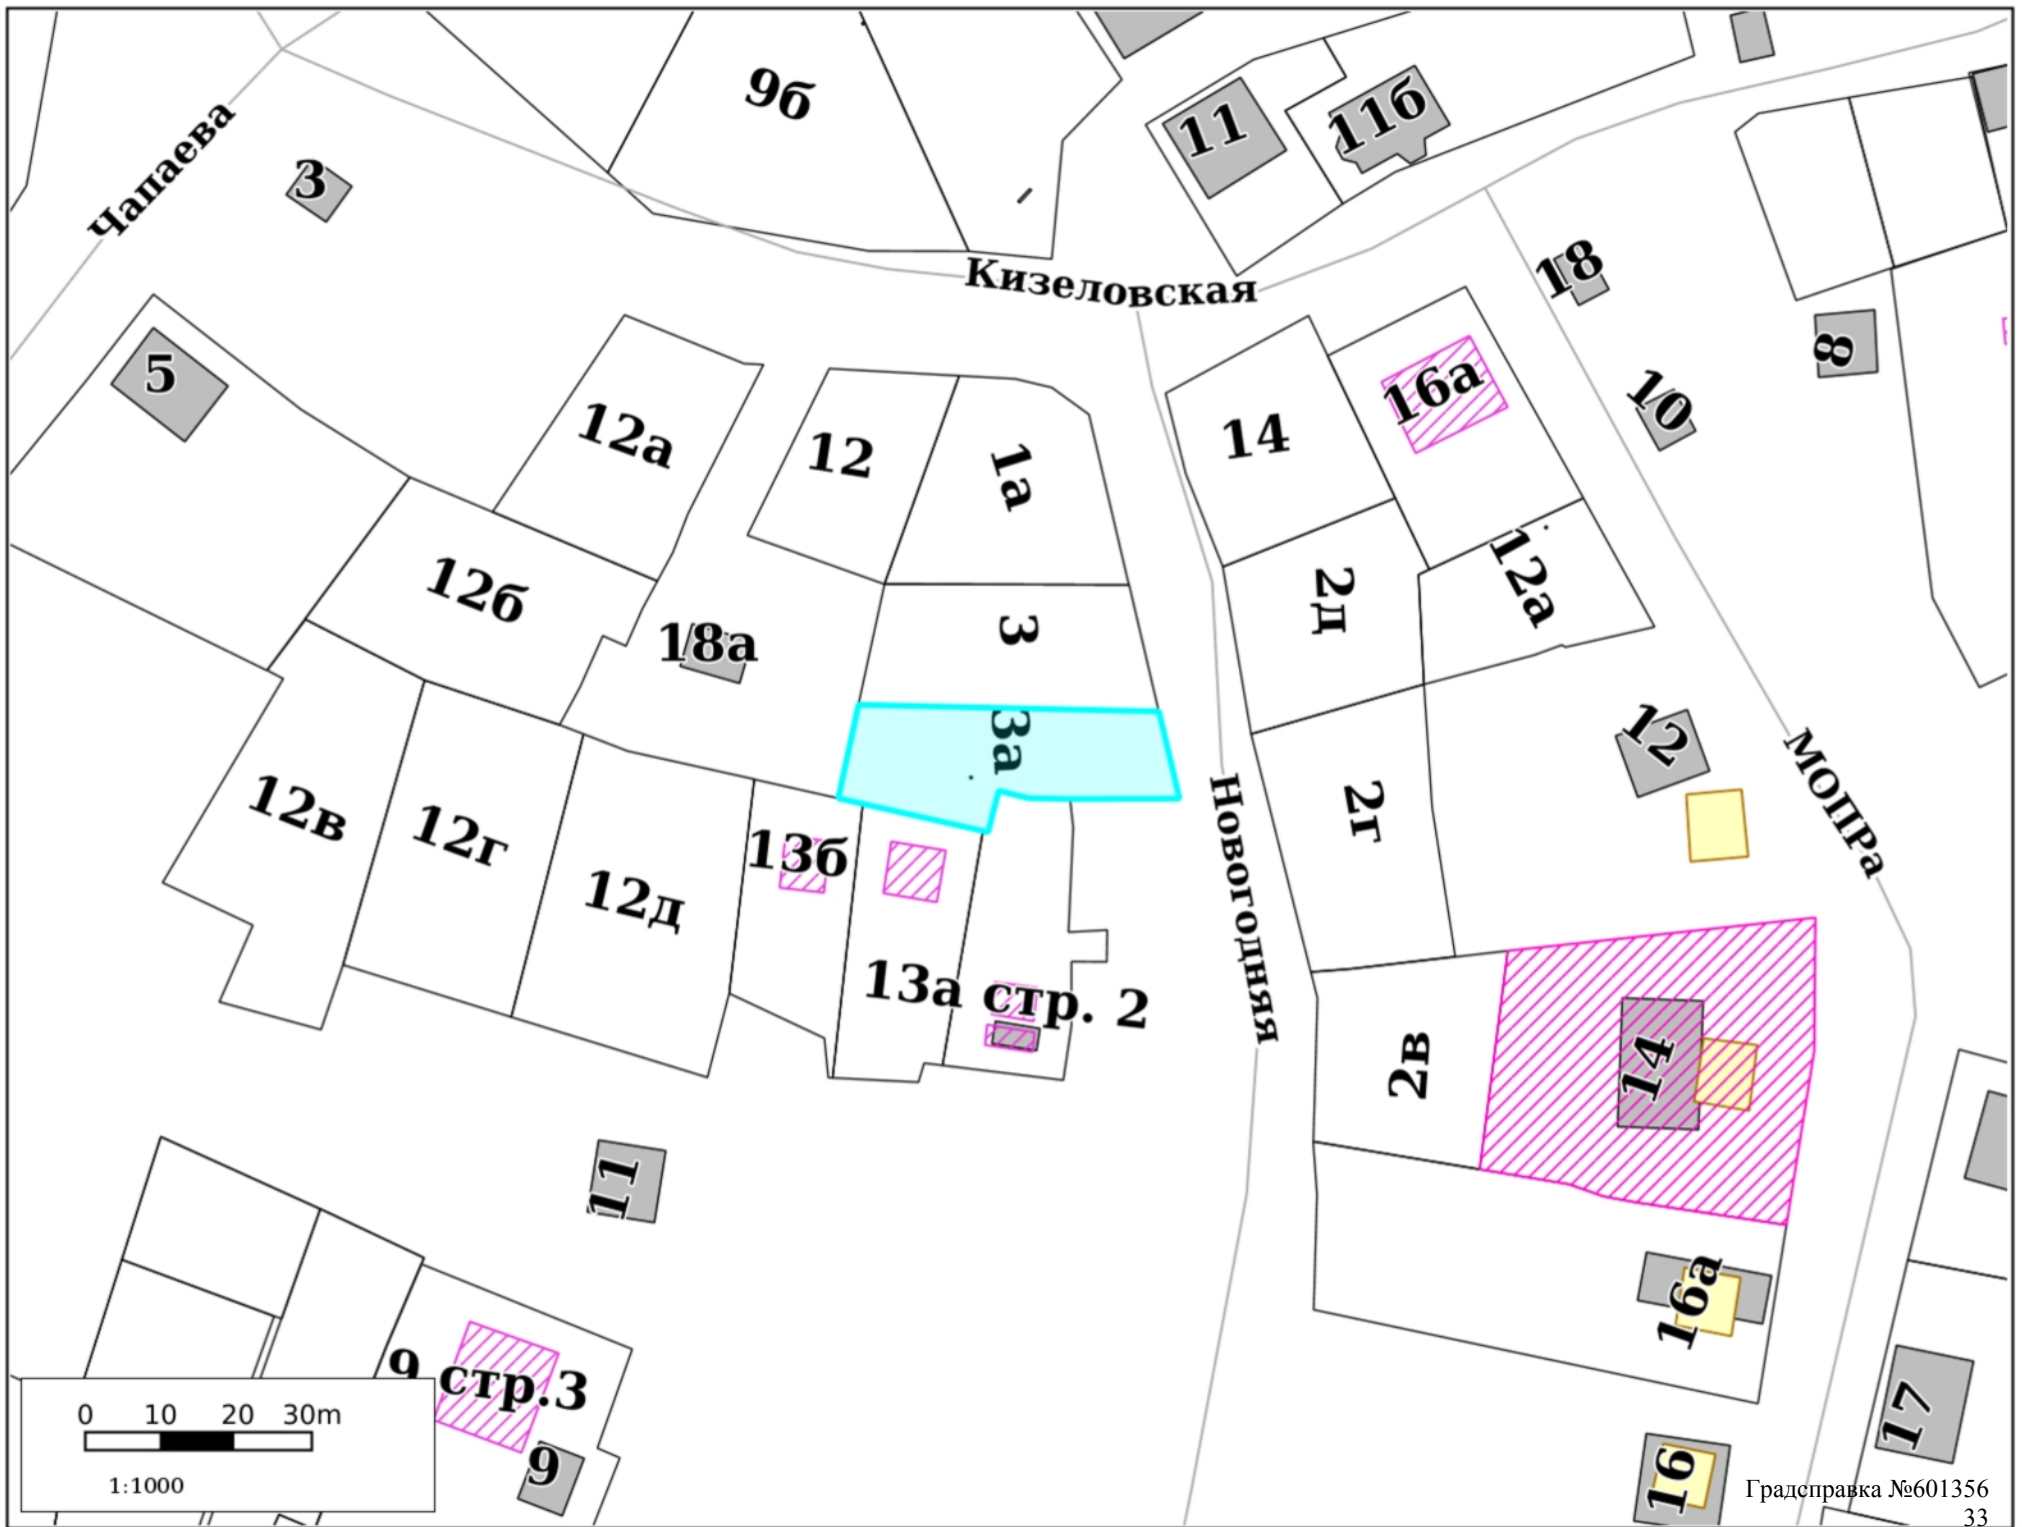 9б
11
11б
Чапаева
3
Кизеловская
18
8
5
10
12а
12
1а
14
16а
12б
3
2д
12а
18а
3а
12
МОПРа
12в
12г
12д
13б
Новогодняя
2г
13а
стр. 2
2в
14
11
16а
9 стр.3
9
17
16
0 10 20 30m
1:1000
Градсправка №601356
33